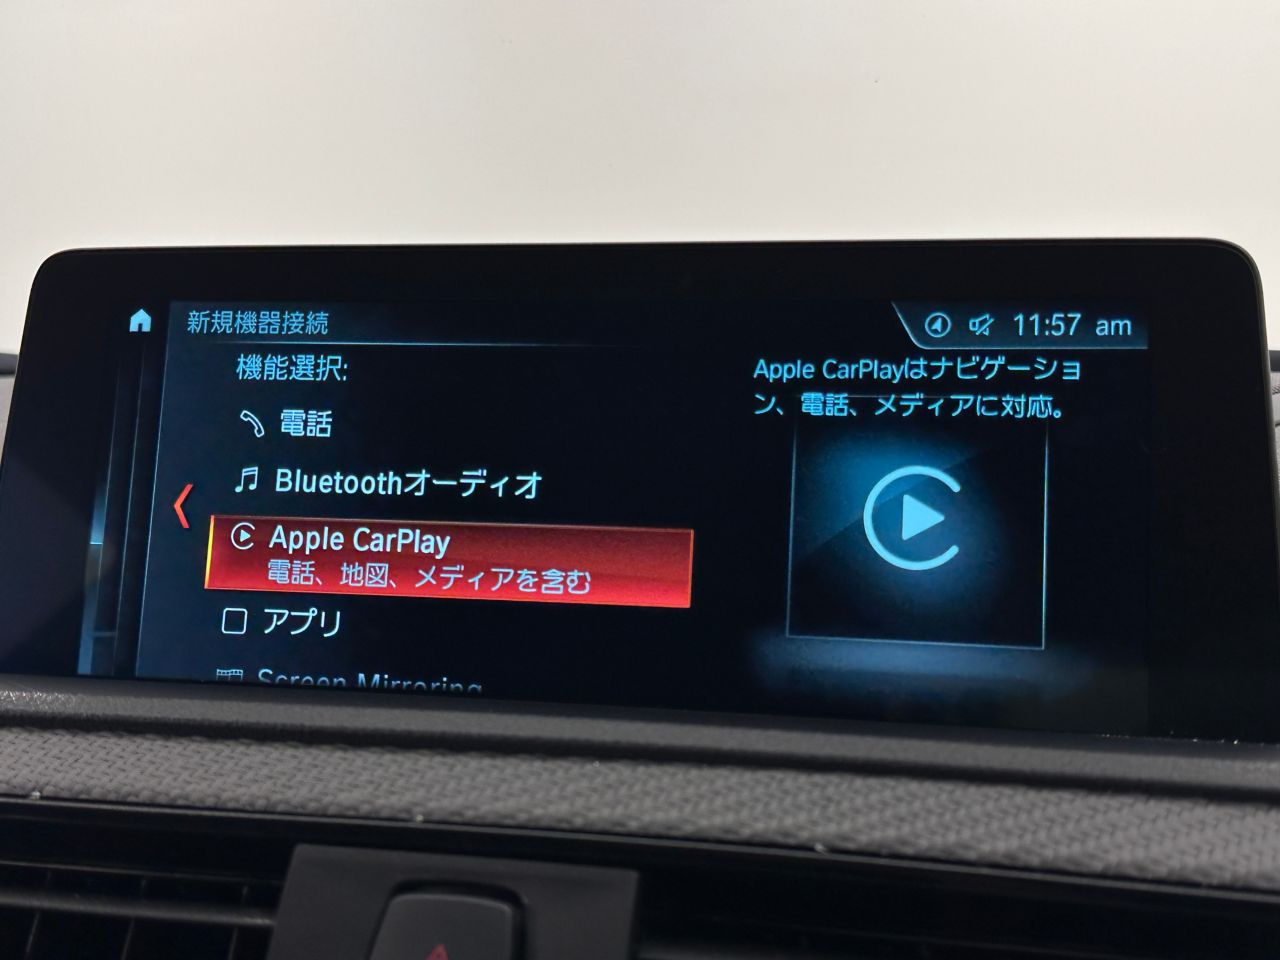 新規機器接続
11:57 am
機能選択:
電話
Bluetoothオーディオ
Apple CarPlay
電話、地図、メディアを含む
アプリ
Screen Mirroring
Apple CarPlayはナビゲーショ
ン、電話、メディアに対応。